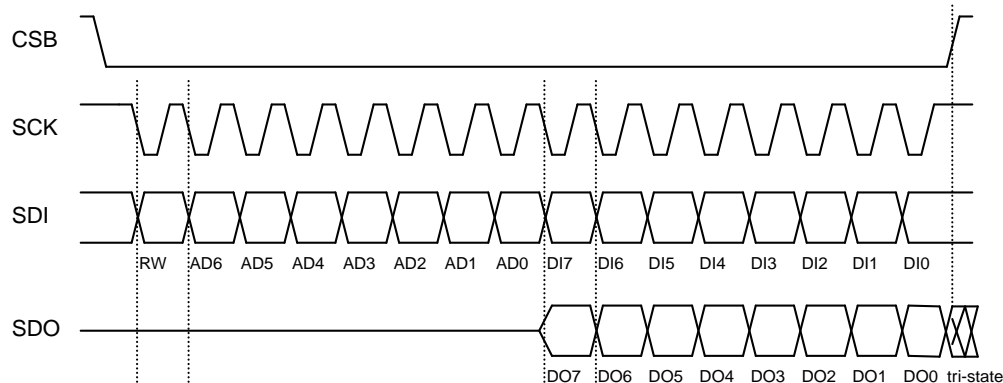 CSB
SCK
SDI
RW AD6 AD5 AD4 AD3 AD2 AD1 AD0 DI7 DI6 DI5 DI4 DI3 DI2 DI1 DI0
SDO
DO7 DO6 DO5 DO4 DO3 DO2 DO1 DO0 tri-state